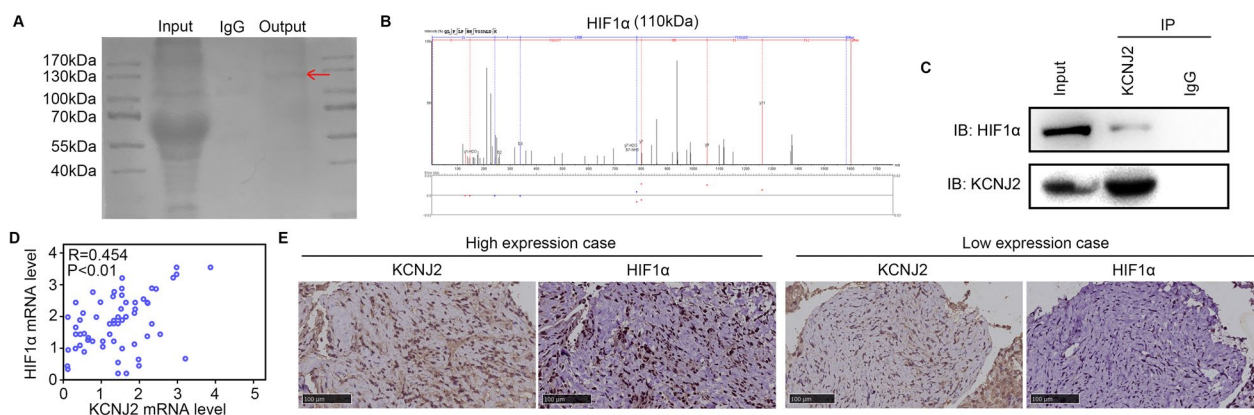 A
Input IgG Output
170kDa
130kDa
100kDa
70kDa
55kDa
40kDa
B
HIF1α (110kDa)
C
IP
Input
KCNJ2
IgG
IB: HIF1α
IB: KCNJ2
D
R=0.454
P<0.01
HIF1α mRNA level
4
3
2
1
0
0 1 2 3 4 5
KCNJ2 mRNA level
E
High expression case
KCNJ2 HIF1α
100 μm
100 μm
Low expression case
KCNJ2 HIF1α
100 μm
100 μm